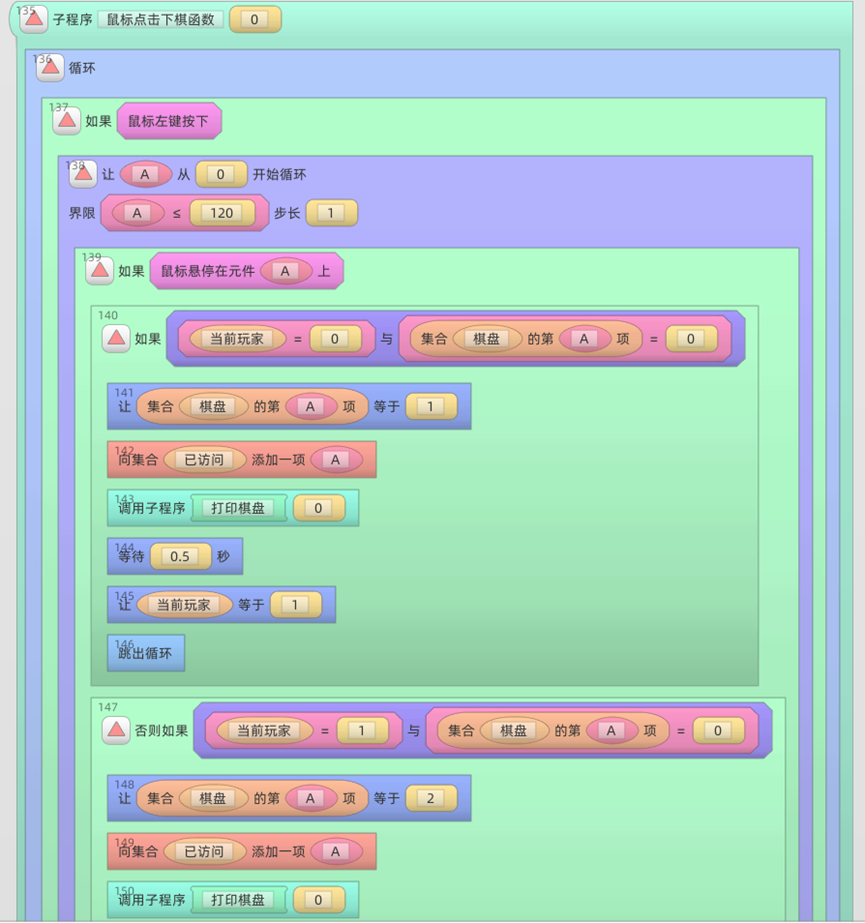 135 子程序 鼠标点击下棋函数 0
136 循环
137 如果 鼠标左键按下
138 让 A 从 0 开始循环
界限 A ≤ 120 步长 1
139 如果 鼠标悬停在元件 A 上
140 如果 当前玩家 = 0 与 集合 棋盘 的第 A 项 = 0
141 让 集合 棋盘 的第 A 项 等于 1
142 向集合 已访问 添加一项 A
143 调用子程序 打印棋盘 0
144 等待 0.5 秒
145 让 当前玩家 等于 1
146 跳出循环
147 否则如果 当前玩家 = 1 与 集合 棋盘 的第 A 项 = 0
148 让 集合 棋盘 的第 A 项 等于 2
149 向集合 已访问 添加一项 A
150 调用子程序 打印棋盘 0